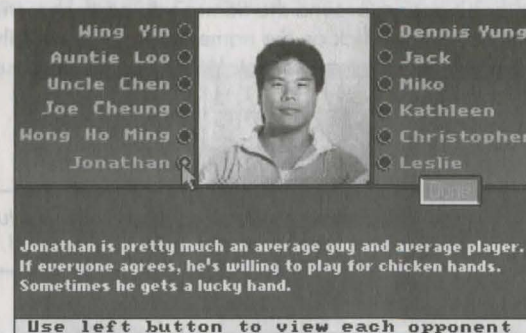 Wing Yin
Auntie Loo
Uncle Chen
Joe Cheung
Wong Ho Ming
Jonathan
Dennis Yung
Jack
Miko
Kathleen
Christopher
Leslie
Jonathan is pretty much an average guy and average player.
If everyone agrees, he's willing to play for chicken hands.
Sometimes he gets a lucky hand.
Use left button to view each opponent